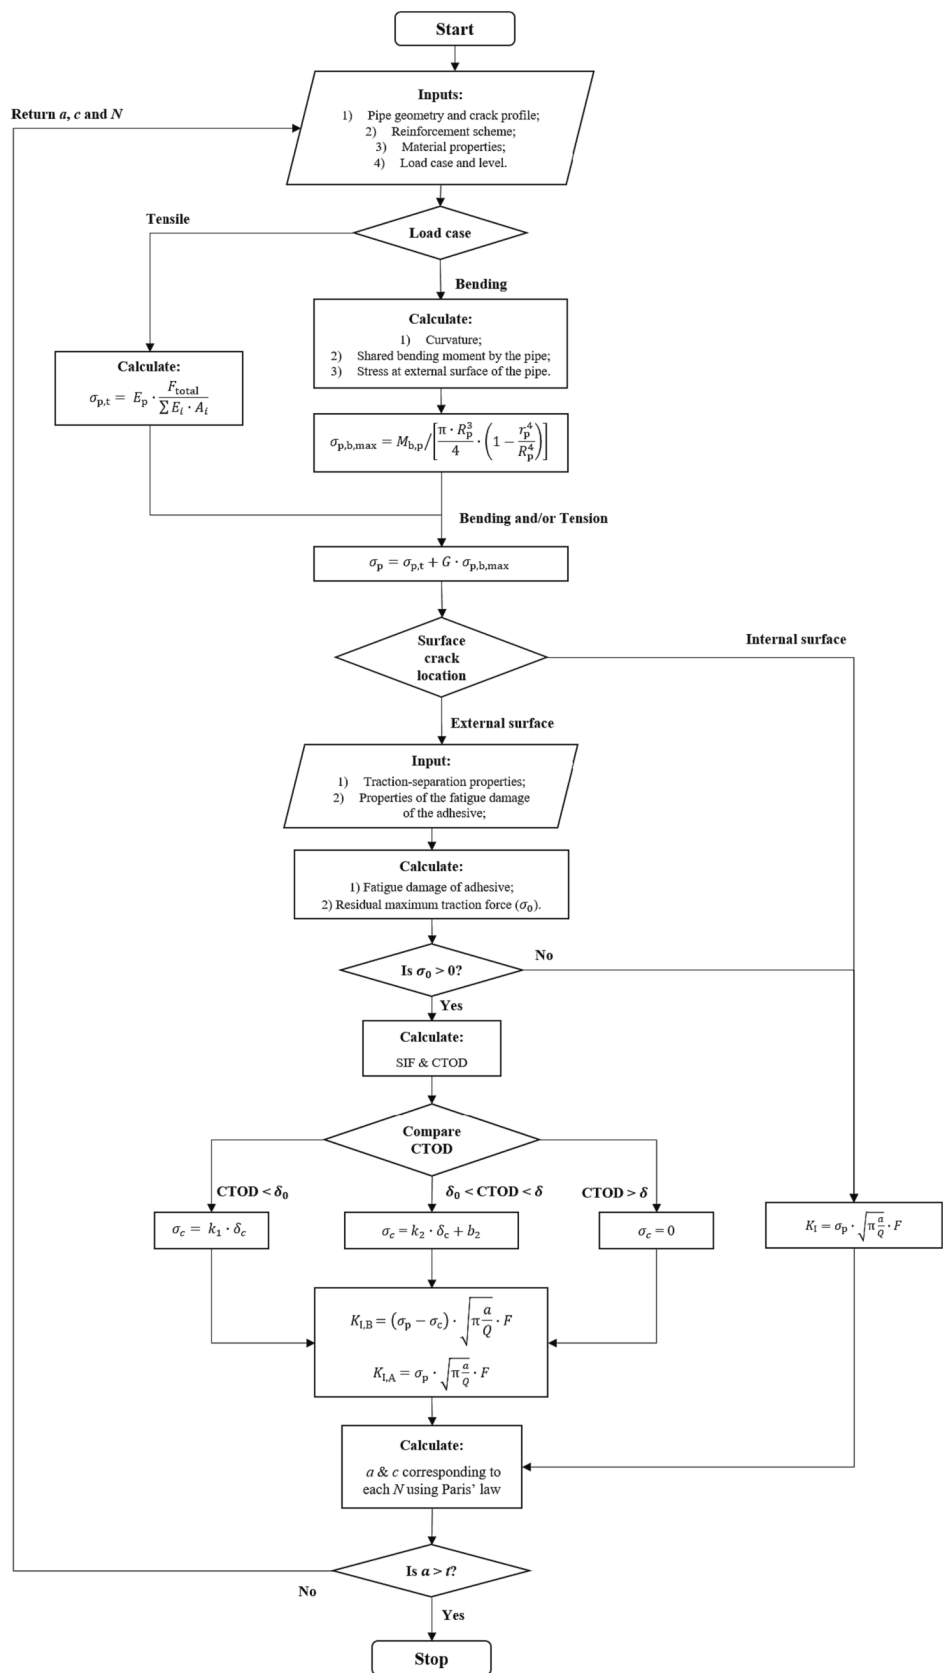 Start
Inputs:
1) Pipe geometry and crack profile;
2) Reinforcement scheme;
3) Material properties;
4) Load case and level.
Return a, c and N
Tensile
Load case
Bending
Calculate:
1) Curvature;
2) Shared bending moment by the pipe;
3) Stress at external surface of the pipe.
Calculate:
σp,t = Ep · Ftotal / ∑ Ei · Ai
σp,b,max = Mb,p / [π · Rp³ / 4 · (1 − rp⁴ / Rp⁴)]
Bending and/or Tension
σp = σp,t + G · σp,b,max
Surface
crack
location
Internal surface
External surface
Input:
1) Traction-separation properties;
2) Properties of the fatigue damage
of the adhesive;
Calculate:
1) Fatigue damage of adhesive;
2) Residual maximum traction force (σ₀).
Is σ₀ > 0?
No
Yes
Calculate:
SIF & CTOD
Compare
CTOD
CTOD < δ₀
δ₀ < CTOD < δ
CTOD > δ
σc = k₁ · δc
σc = k₂ · δc + b₂
σc = 0
KI = σp · √(π a/Q) · F
KI,B = (σp − σc) · √(π a/Q) · F
KI,A = σp · √(π a/Q) · F
Calculate:
a & c corresponding to
each N using Paris' law
Is a > t?
No
Yes
Stop